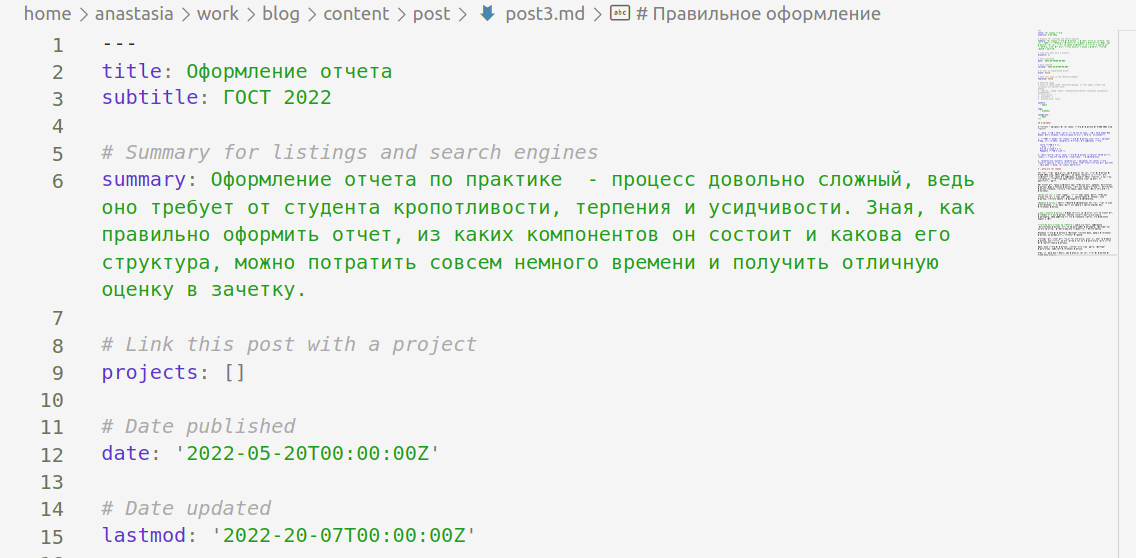 home > anastasia > work > blog > content > post > post3.md > abc # Правильное оформление
1 ---
2 title: Оформление отчета
3 subtitle: ГОСТ 2022
4
5 # Summary for listings and search engines
6 summary: Оформление отчета по практике  - процесс довольно сложный, ведь
оно требует от студента кропотливости, терпения и усидчивости. Зная, как
правильно оформить отчет, из каких компонентов он состоит и какова его
структура, можно потратить совсем немного времени и получить отличную
оценку в зачетку.
7
8 # Link this post with a project
9 projects: []
10
11 # Date published
12 date: '2022-05-20T00:00:00Z'
13
14 # Date updated
15 lastmod: '2022-20-07T00:00:00Z'